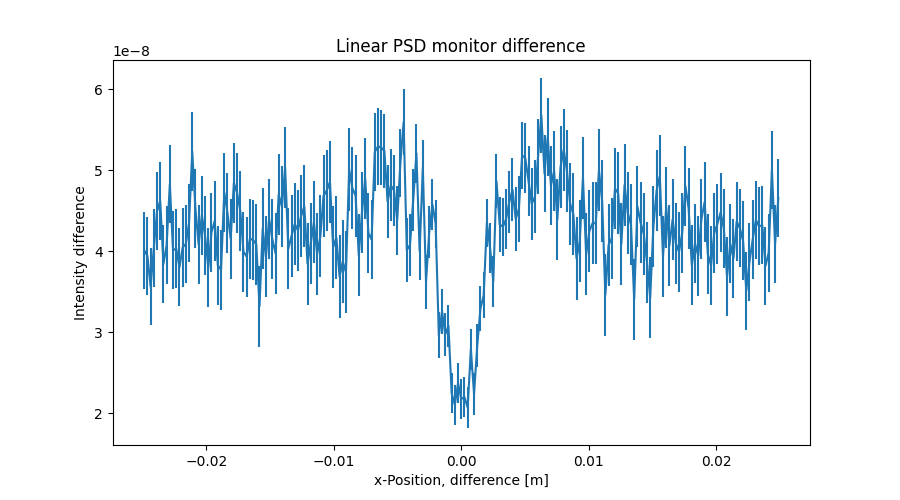 Linear PSD monitor difference
1e−8
6
5
4
3
2
Intensity difference
−0.02 −0.01 0.00 0.01 0.02
x-Position, difference [m]